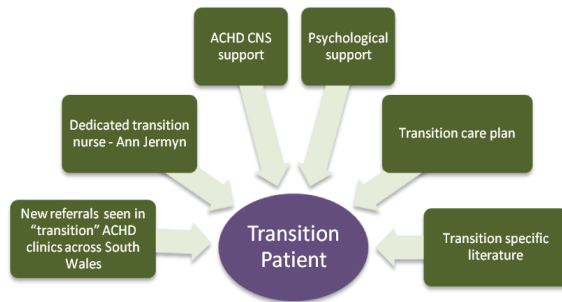 ACHD CNS
support
Psychological
support
Dedicated transition
nurse - Ann Jermyn
Transition care plan
New referrals seen in
“transition” ACHD
clinics across South
Wales
Transition
Patient
Transition specific
literature